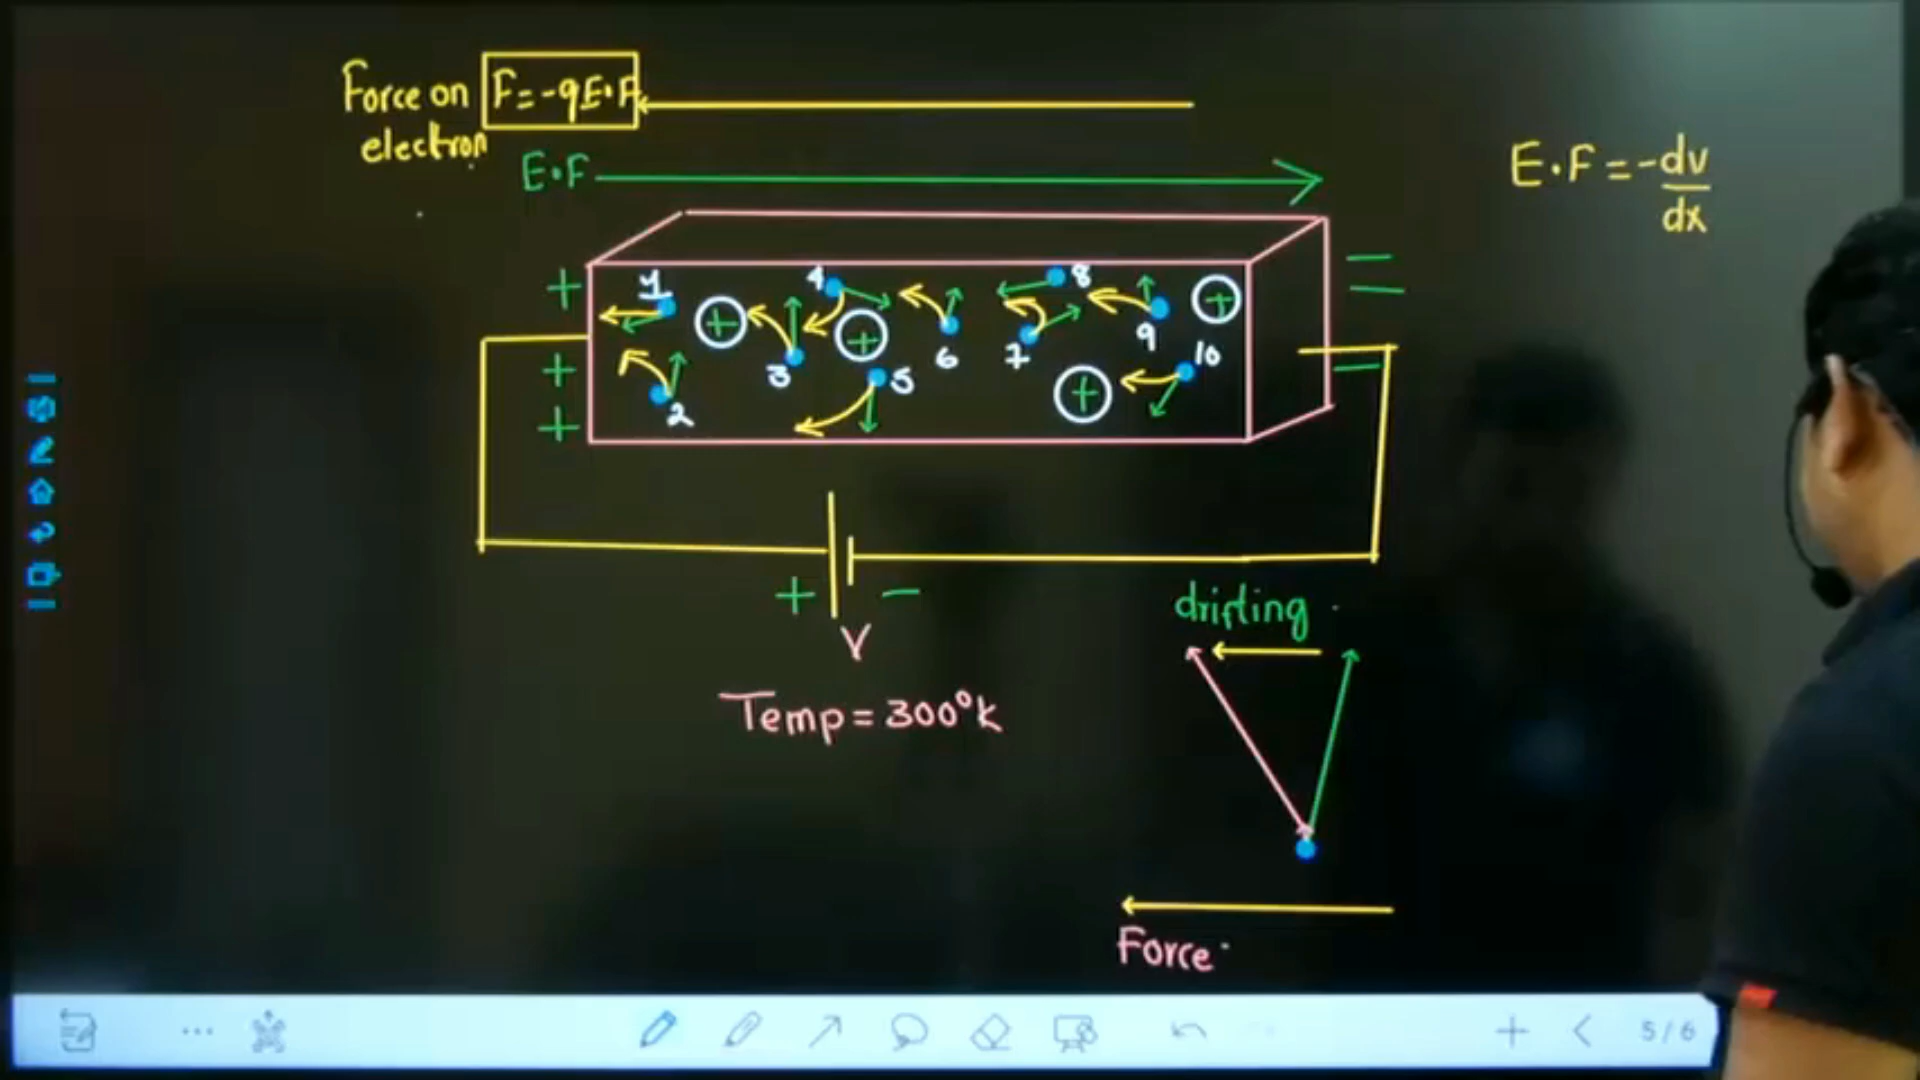 Force on F=-qE·F
electron
E·F
E·F=-dv
dx
+
=
1
4
8
+
+
+
9
+
3
6
7
10
+
-
5
+
2
+
+ -
V
drifting
Temp=300°k
Force
5/6